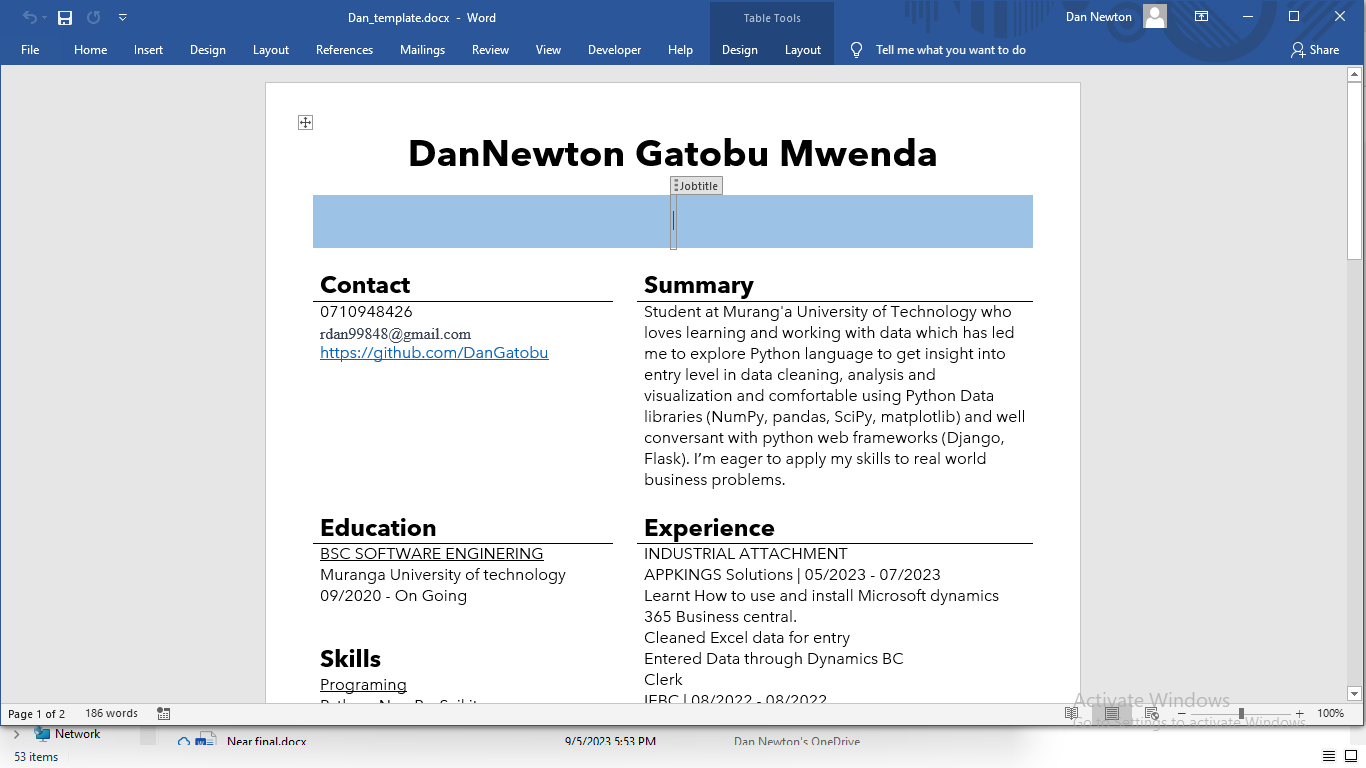 Dan_template.docx - Word
Table Tools
Dan Newton
File Home Insert Design Layout References Mailings Review View Developer Help Design Layout Tell me what you want to do Share
DanNewton Gatobu Mwenda
Jobtitle
Contact
0710948426
rdan99848@gmail.com
https://github.com/DanGatobu
Summary
Student at Murang'a University of Technology who
loves learning and working with data which has led
me to explore Python language to get insight into
entry level in data cleaning, analysis and
visualization and comfortable using Python Data
libraries (NumPy, pandas, SciPy, matplotlib) and well
conversant with python web frameworks (Django,
Flask). I'm eager to apply my skills to real world
business problems.
Education
BSC SOFTWARE ENGINERING
Muranga University of technology
09/2020 - On Going
Skills
Programing
Experience
INDUSTRIAL ATTACHMENT
APPKINGS Solutions | 05/2023 - 07/2023
Learnt How to use and install Microsoft dynamics
365 Business central.
Cleaned Excel data for entry
Entered Data through Dynamics BC
Clerk
IEBC | 08/2022 - 08/2022
Activate Windows
Go to Settings to activate Windows.
Page 1 of 2 186 words 100%
Network
Near final.docx 9/5/2023 5:53 PM Dan Newton's OneDrive
53 items